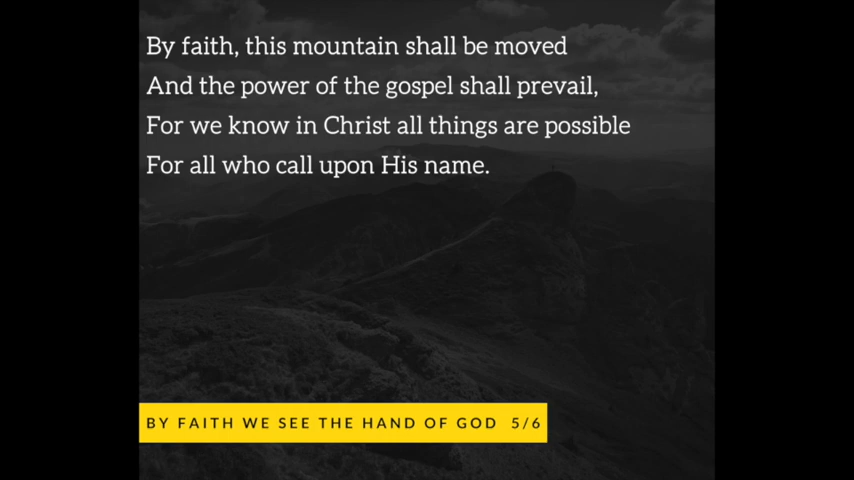 By faith, this mountain shall be moved
And the power of the gospel shall prevail,
For we know in Christ all things are possible
For all who call upon His name.
BY FAITH WE SEE THE HAND OF GOD 5/6